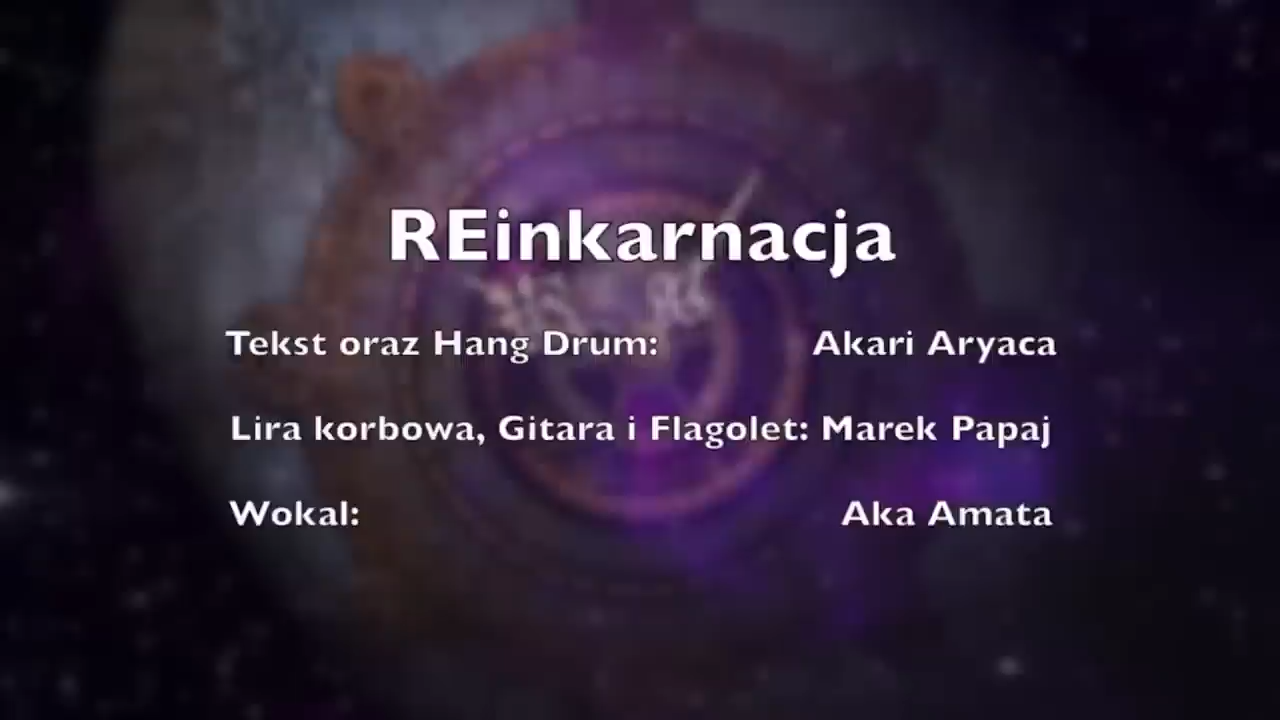 REinkarnacja
Tekst oraz Hang Drum: Akari Aryaca
Lira korbowa, Gitara i Flagolet: Marek Papaj
Wokal: Aka Amata